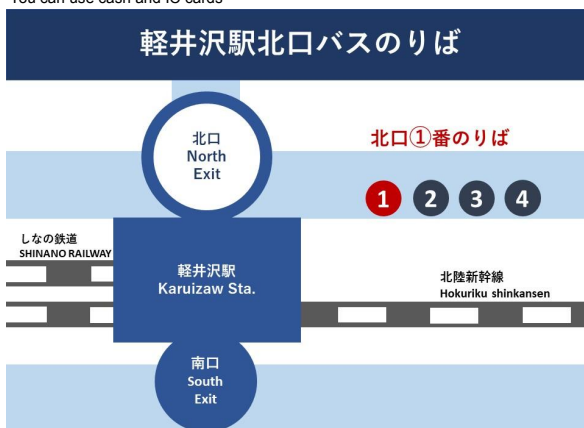 You can use cash and IC cards
軽井沢駅北口バスのりば
北口
North
Exit
北口①番のりば
1 2 3 4
しなの鉄道
SHINANO RAILWAY
軽井沢駅
Karuizaw Sta.
北陸新幹線
Hokuriku shinkansen
南口
South
Exit